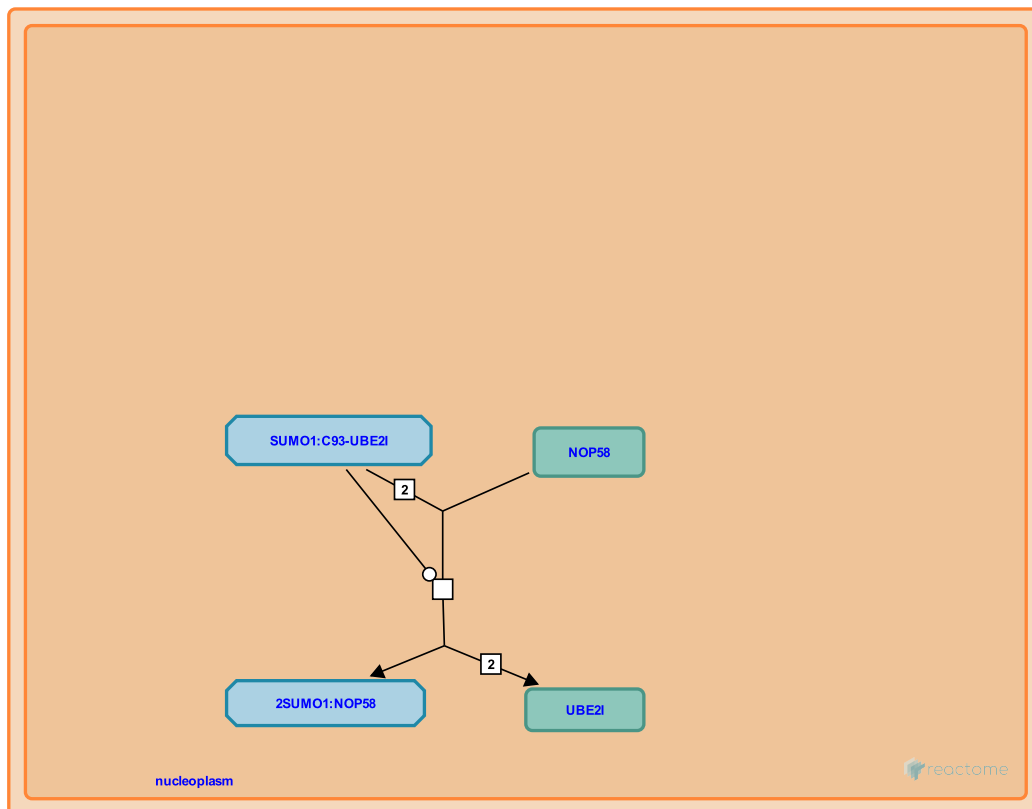 SUMO1:C93-UBE2I
NOP58
2
2
2SUMO1:NOP58
UBE2I
reactome
nucleoplasm